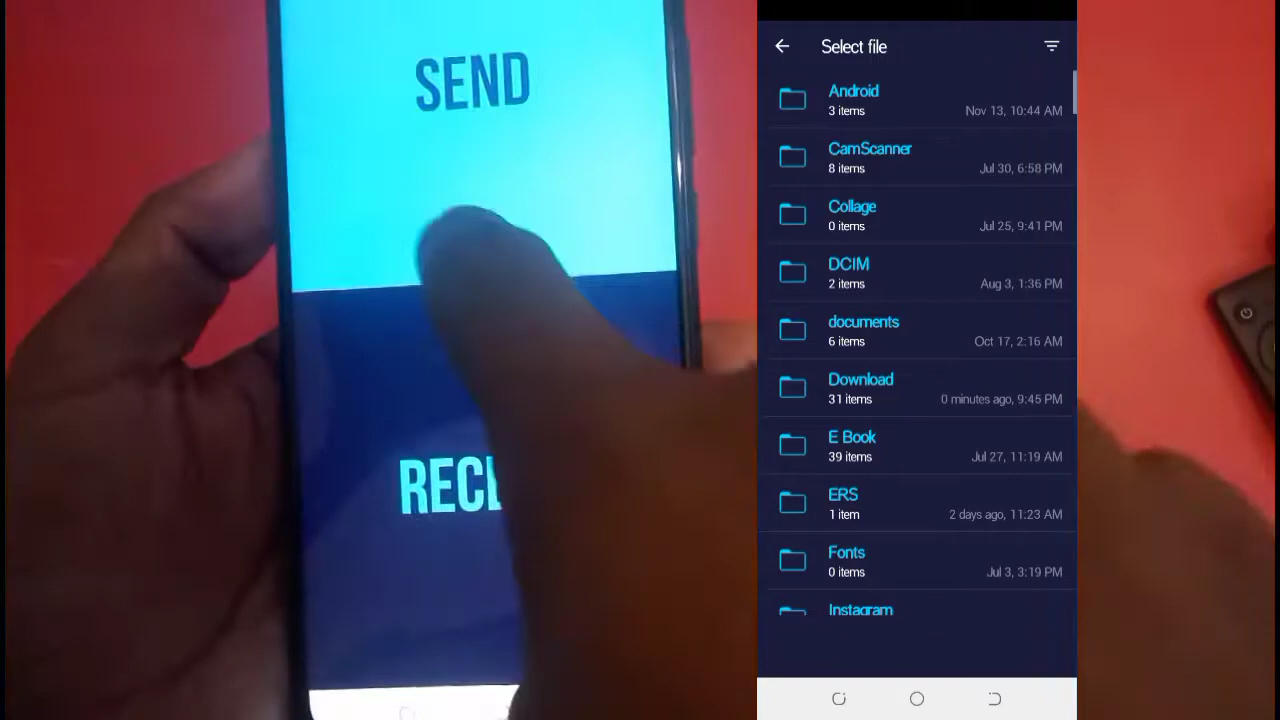 SEND
Select file
Android
3 items
Nov 13, 10:44 AM
CamScanner
8 items
Jul 30, 6:58 PM
Collage
0 items
Jul 25, 9:41 PM
DCIM
2 items
Aug 3, 1:36 PM
documents
6 items
Oct 17, 2:16 AM
Download
31 items
0 minutes ago, 9:45 PM
E Book
39 items
Jul 27, 11:19 AM
ERS
1 item
2 days ago, 11:23 AM
Fonts
0 items
Jul 3, 3:19 PM
Instagram